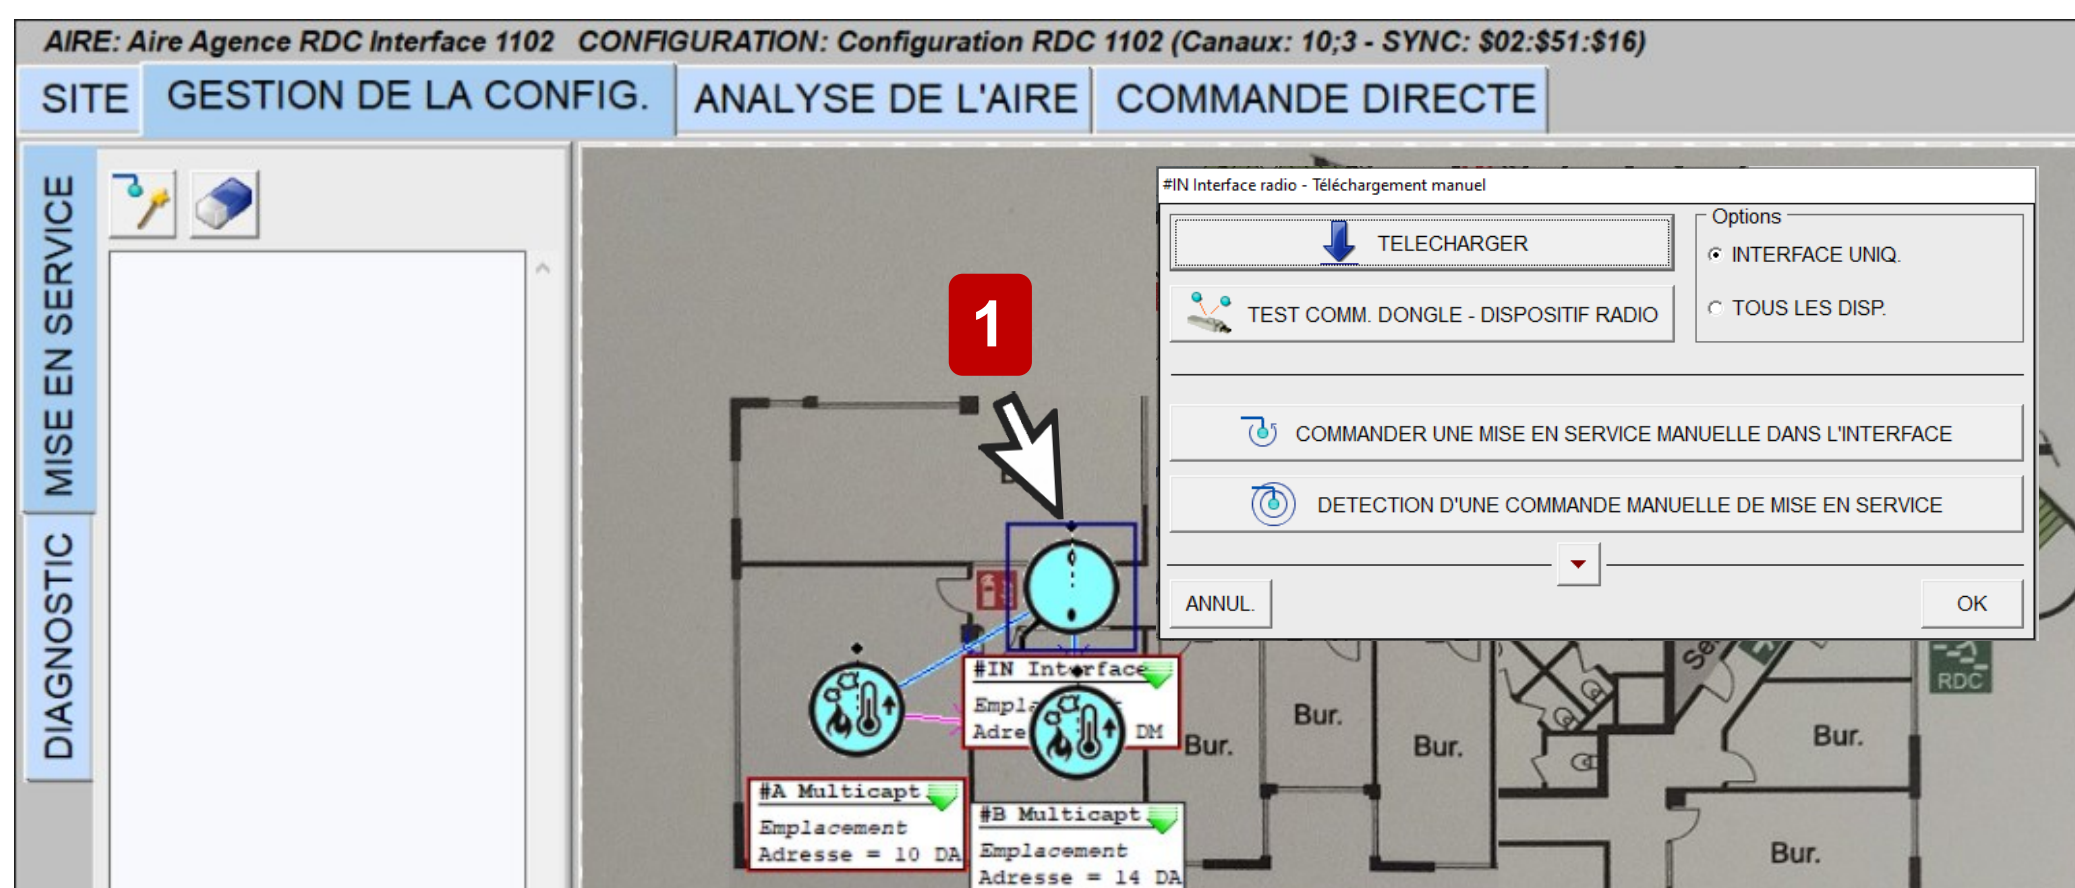 AIRE: Aire Agence RDC Interface 1102 CONFIGURATION: Configuration RDC 1102 (Canaux: 10;3 - SYNC: $02:$51:$16)
SITE
GESTION DE LA CONFIG.
ANALYSE DE L'AIRE
COMMANDE DIRECTE
MISE EN SERVICE
DIAGNOSTIC
1
#IN Interface radio - Téléchargement manuel
TELECHARGER
TEST COMM. DONGLE - DISPOSITIF RADIO
Options
INTERFACE UNIQ.
TOUS LES DISP.
COMMANDER UNE MISE EN SERVICE MANUELLE DANS L'INTERFACE
DETECTION D'UNE COMMANDE MANUELLE DE MISE EN SERVICE
ANNUL.
OK
#IN Interface
DM
#A Multicapt
Emplacement
Adresse = 10 DA
#B Multicapt
Emplacement
Adresse = 14 DA
Bur.
Bur.
Bur.
Bur.
Bur.
RDC